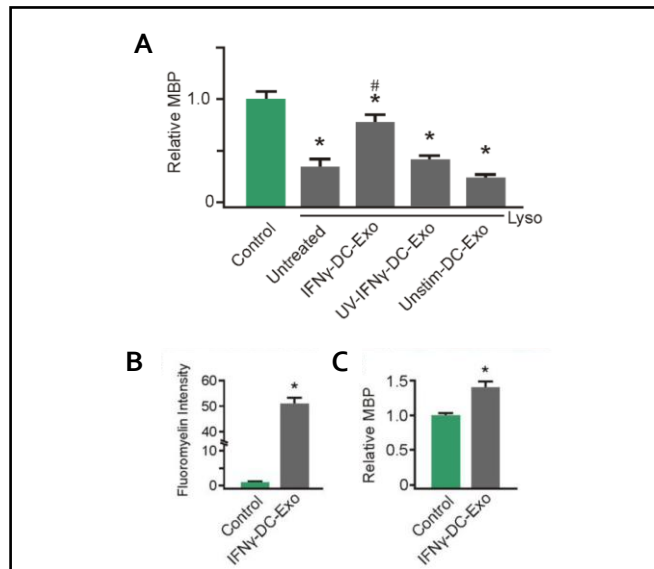 A
Relative MBP
1.0
0
*
#
*
*
*
Control
Untreated
IFNγ-DC-Exo
UV-IFNγ-DC-Exo
Unstim-DC-Exo
Lyso
B
Fluoromyelin Intensity
60
50
40
10
0
*
Control
IFNγ-DC-Exo
C
Relative MBP
1.5
1.0
0.5
0
*
Control
IFNγ-DC-Exo